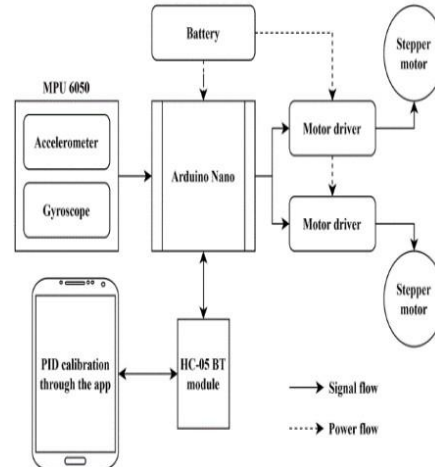 Battery
Stepper
motor
MPU 6050
Accelerometer
Gyroscope
Arduino Nano
Motor driver
Motor driver
Stepper
motor
PID calibration
through the app
HC-05 BT
module
Signal flow
Power flow